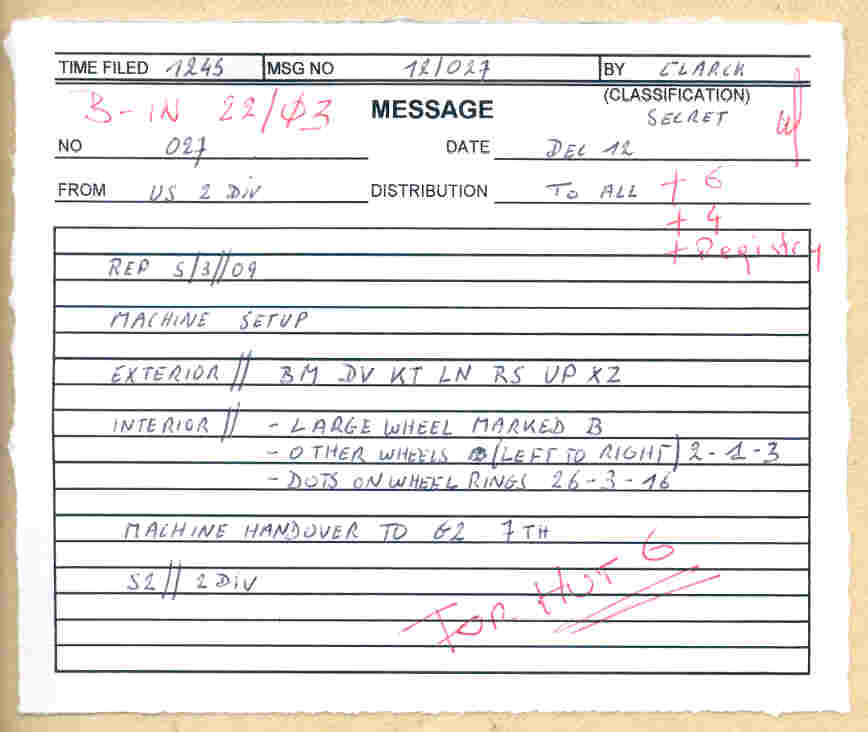 TIME FILED 1245 MSG NO 12/027 BY CLARCK
B-IN 22/Ø3 MESSAGE (CLASSIFICATION)
SECRET
NO 027 DATE DEC 12
FROM US 2 DIV DISTRIBUTION TO ALL + 6
+ 4
+ Registry
REP S/3//09
MACHINE SETUP
EXTERIOR // BM DV KT LN RS UP XZ
INTERIOR // - LARGE WHEEL MARKED B
- OTHER WHEELS (LEFT TO RIGHT) 2-1-3
- DOTS ON WHEEL RINGS 26-3-16
MACHINE HANDOVER TO G2 7TH
S2// 2 DIV
FOR HUT 6